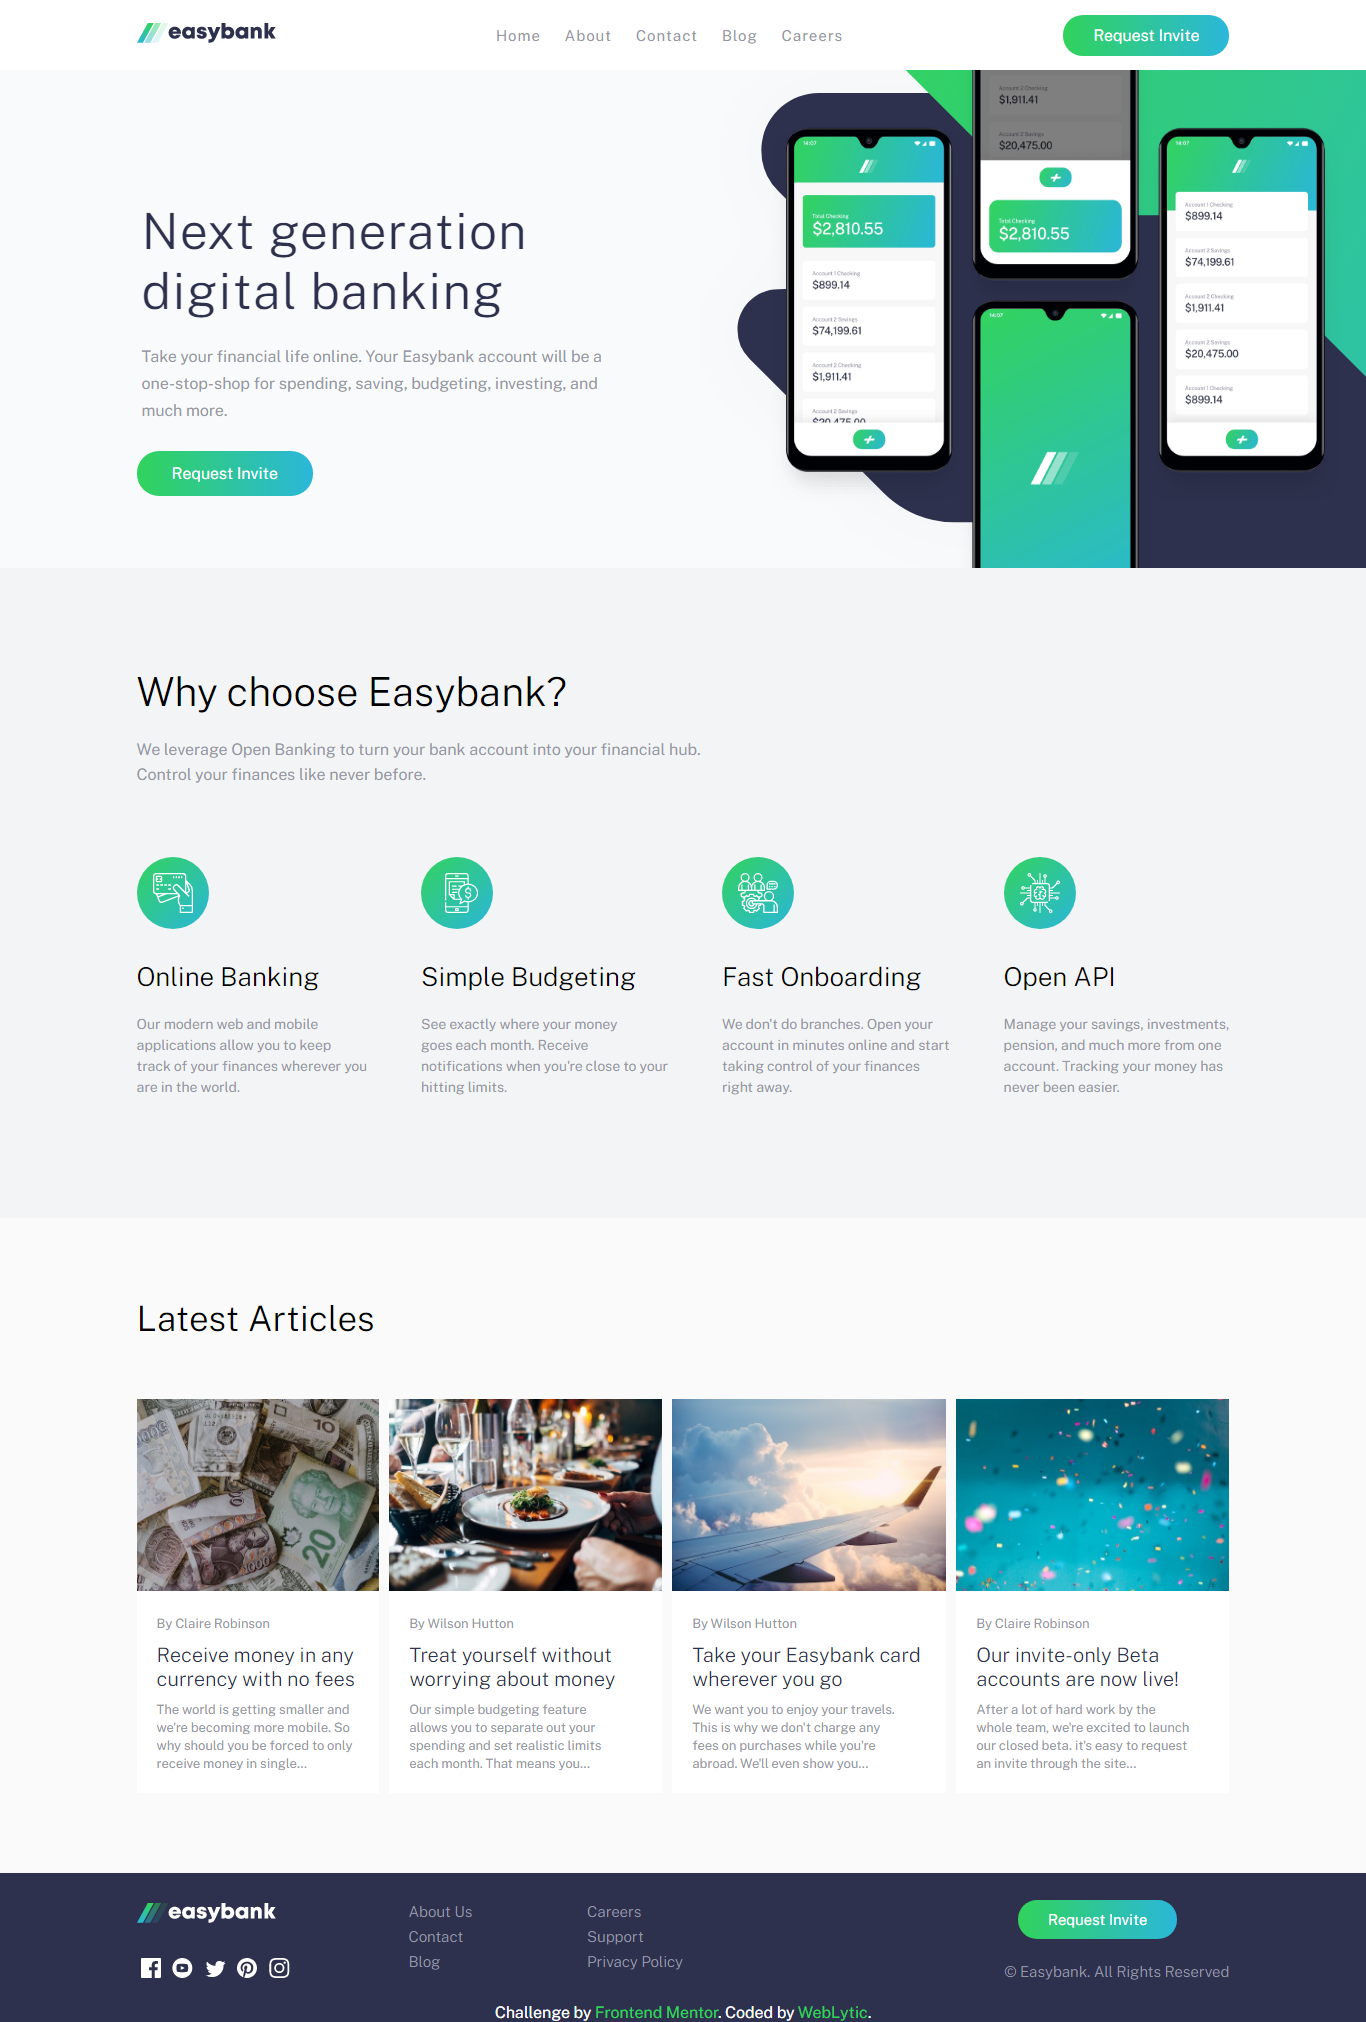 easybank
Home About Contact Blog Careers
Request Invite
Next generation
digital banking
Take your financial life online. Your Easybank account will be a
one-stop-shop for spending, saving, budgeting, investing, and
much more.
Request Invite
14:07
Total Checking
$2,810.55
Account 1 Checking
$899.14
Account 2 Savings
$74,199.61
Account 2 Checking
$1,911.41
Account 2 Savings
$20,475.00
Account 2 Checking
$1,911.41
Account 2 Savings
$20,475.00
Total Checking
$2,810.55
14:07
14:07
Account 1 Checking
$899.14
Account 2 Savings
$74,199.61
Account 2 Checking
$1,911.41
Account 2 Savings
$20,475.00
Account 1 Checking
$899.14
Why choose Easybank?
We leverage Open Banking to turn your bank account into your financial hub.
Control your finances like never before.
Online Banking
Our modern web and mobile
applications allow you to keep
track of your finances wherever you
are in the world.
Simple Budgeting
See exactly where your money
goes each month. Receive
notifications when you're close to your
hitting limits.
Fast Onboarding
We don't do branches. Open your
account in minutes online and start
taking control of your finances
right away.
Open API
Manage your savings, investments,
pension, and much more from one
account. Tracking your money has
never been easier.
Latest Articles
10
20
By Claire Robinson
Receive money in any
currency with no fees
The world is getting smaller and
we're becoming more mobile. So
why should you be forced to only
receive money in single...
By Wilson Hutton
Treat yourself without
worrying about money
Our simple budgeting feature
allows you to separate out your
spending and set realistic limits
each month. That means you...
By Wilson Hutton
Take your Easybank card
wherever you go
We want you to enjoy your travels.
This is why we don't charge any
fees on purchases while you're
abroad. We'll even show you...
By Claire Robinson
Our invite-only Beta
accounts are now live!
After a lot of hard work by the
whole team, we're excited to launch
our closed beta. it's easy to request
an invite through the site...
easybank
About Us
Contact
Blog
Careers
Support
Privacy Policy
Request Invite
© Easybank. All Rights Reserved
Challenge by Frontend Mentor. Coded by WebLytic.